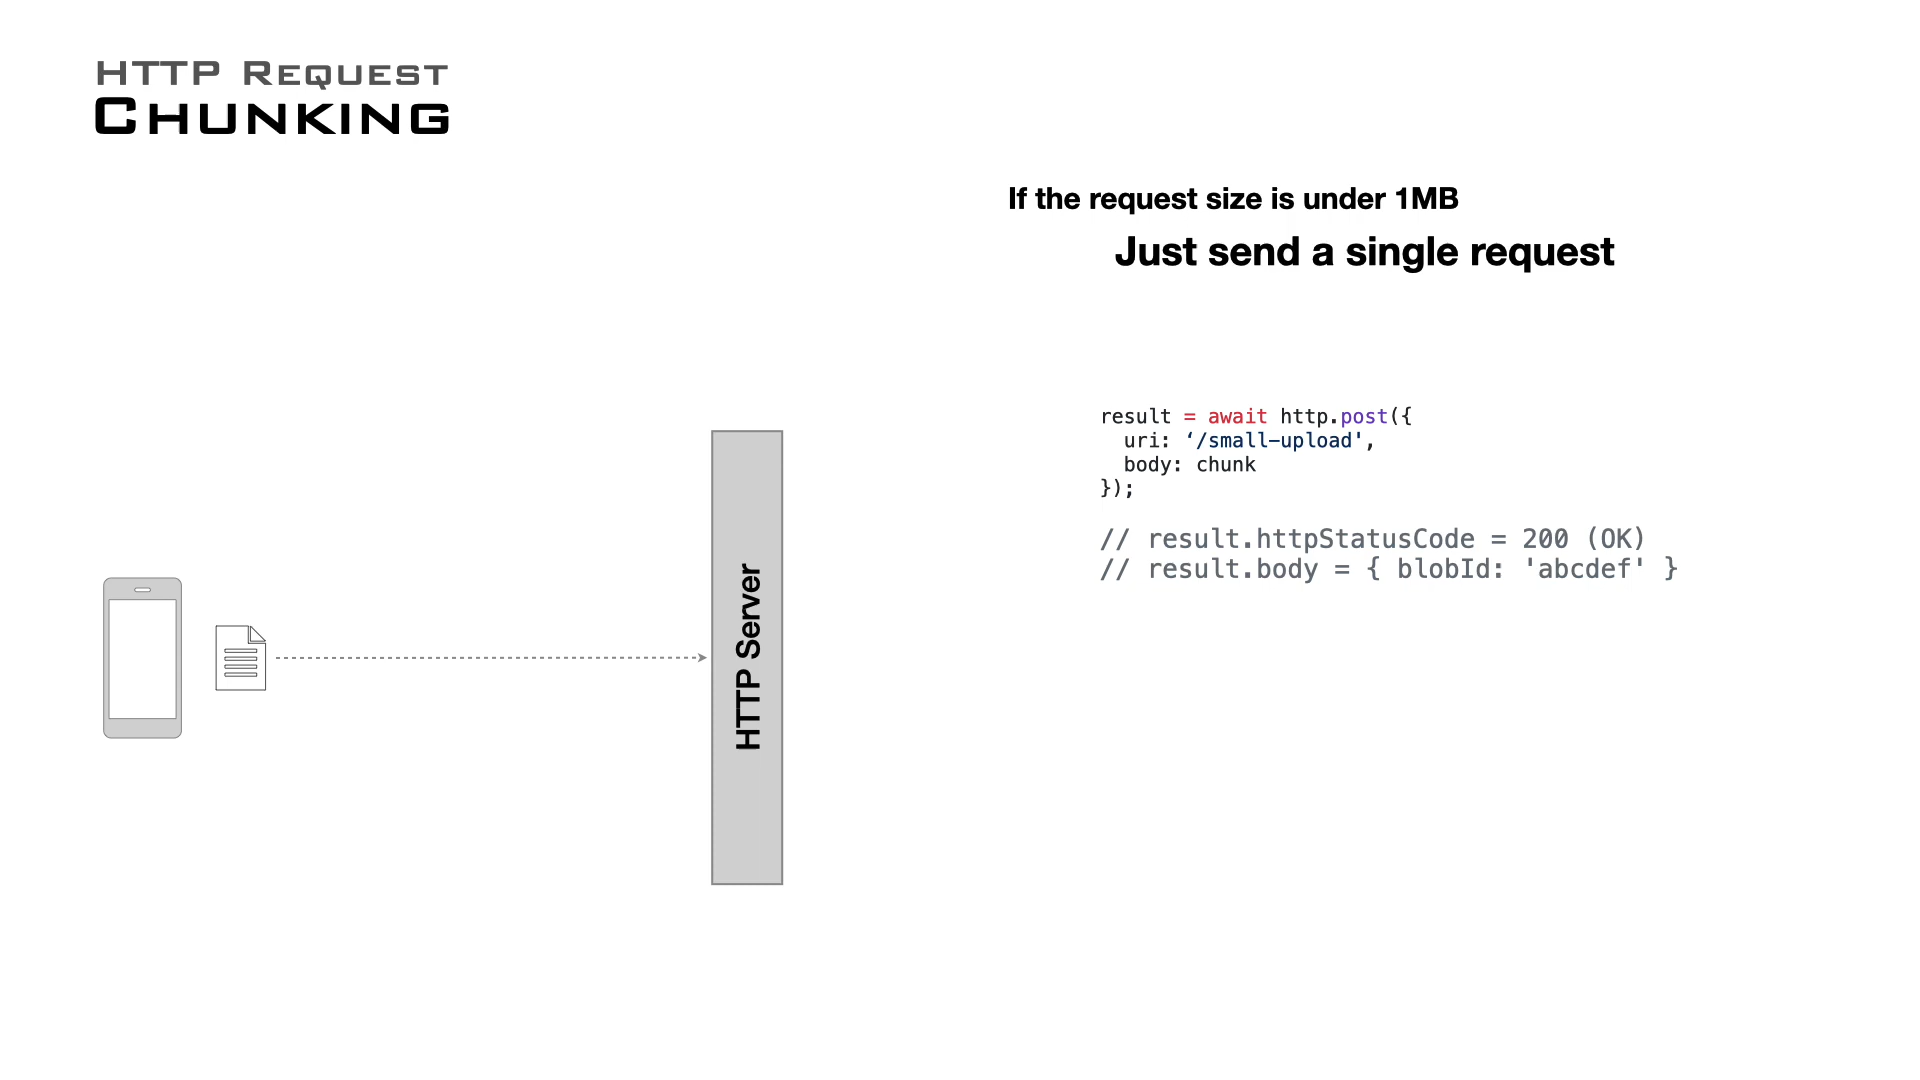 HTTP Request
Chunking
If the request size is under 1MB
Just send a single request
result = await http.post({
  uri: ‘/small-upload',
  body: chunk
});
// result.httpStatusCode = 200 (OK)
// result.body = { blobId: 'abcdef' }
HTTP Server